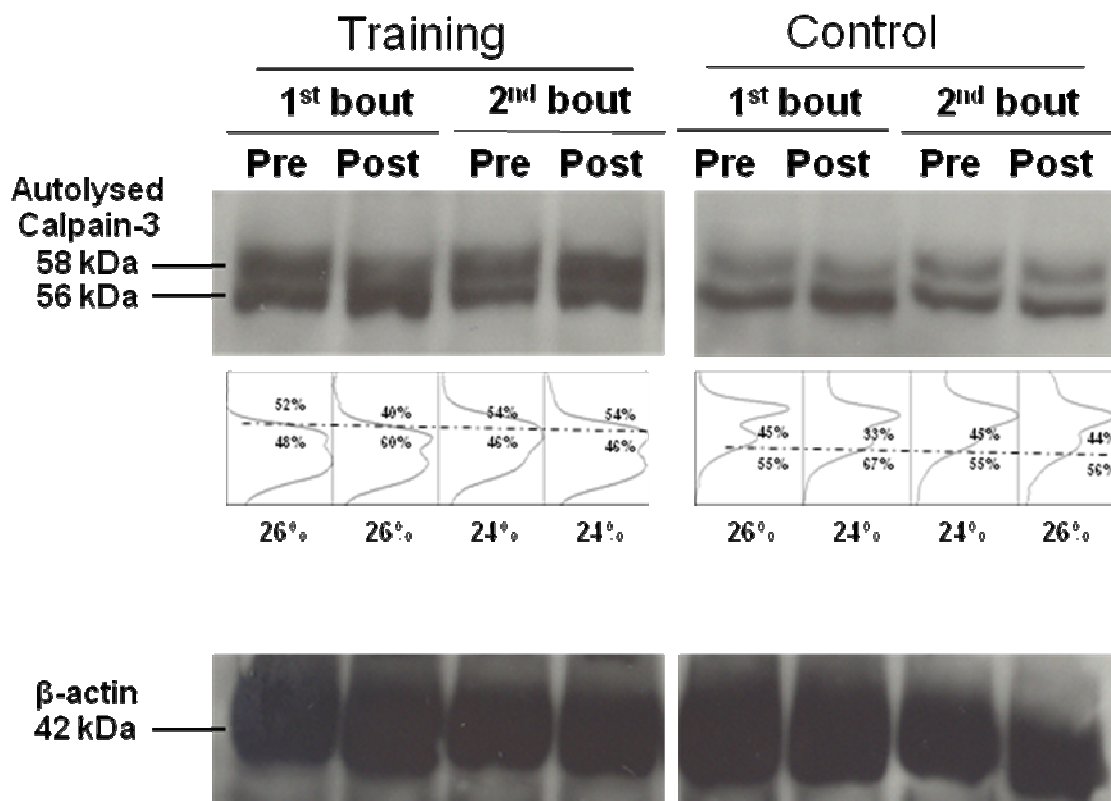 Training Control
1st bout 2nd bout 1st bout 2nd bout
Pre Post Pre Post Pre Post Pre Post
Autolysed
Calpain-3
58 kDa
56 kDa
52% 40% 54% 54% 45% 33% 45% 44%
48% 60% 46% 46% 55% 67% 55% 56%
26% 26% 24% 24% 26% 24% 24% 26%
β-actin
42 kDa